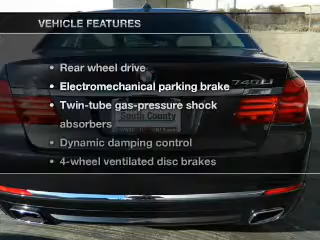 VEHICLE FEATURES
• Rear wheel drive
• Electromechanical parking brake
• Twin-tube gas-pressure shock
absorbers
• Dynamic damping control
• 4-wheel ventilated disc brakes
740Li
South County